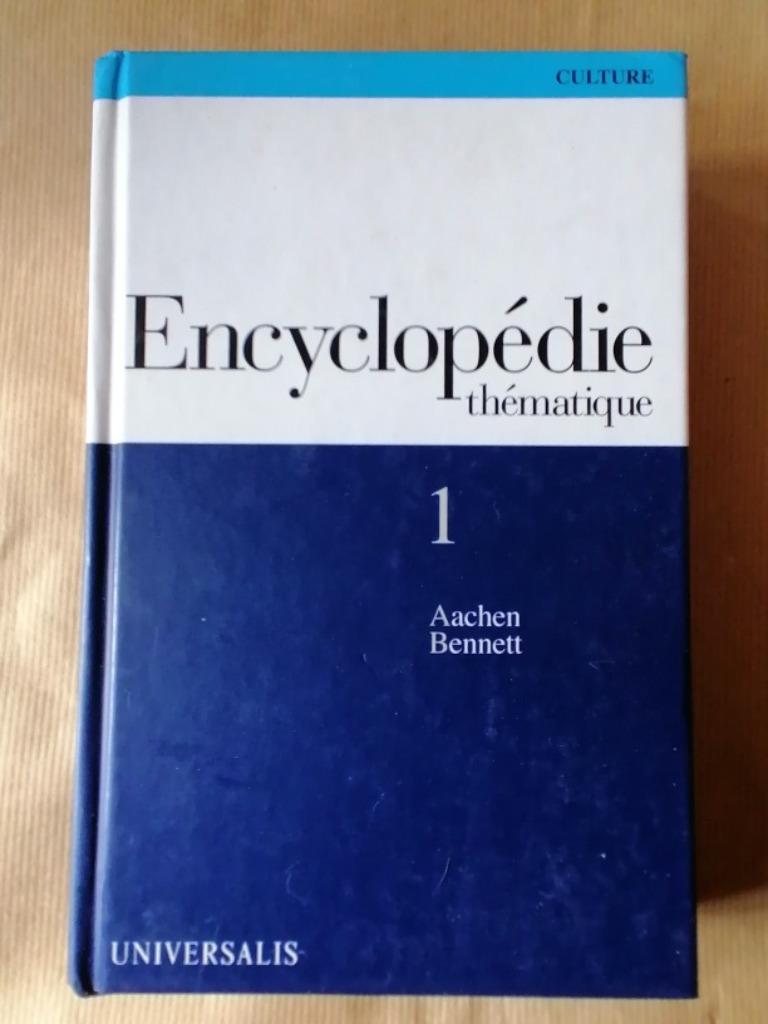 CULTURE
Encyclopédie
thématique
1
Aachen
Bennett
UNIVERSALIS